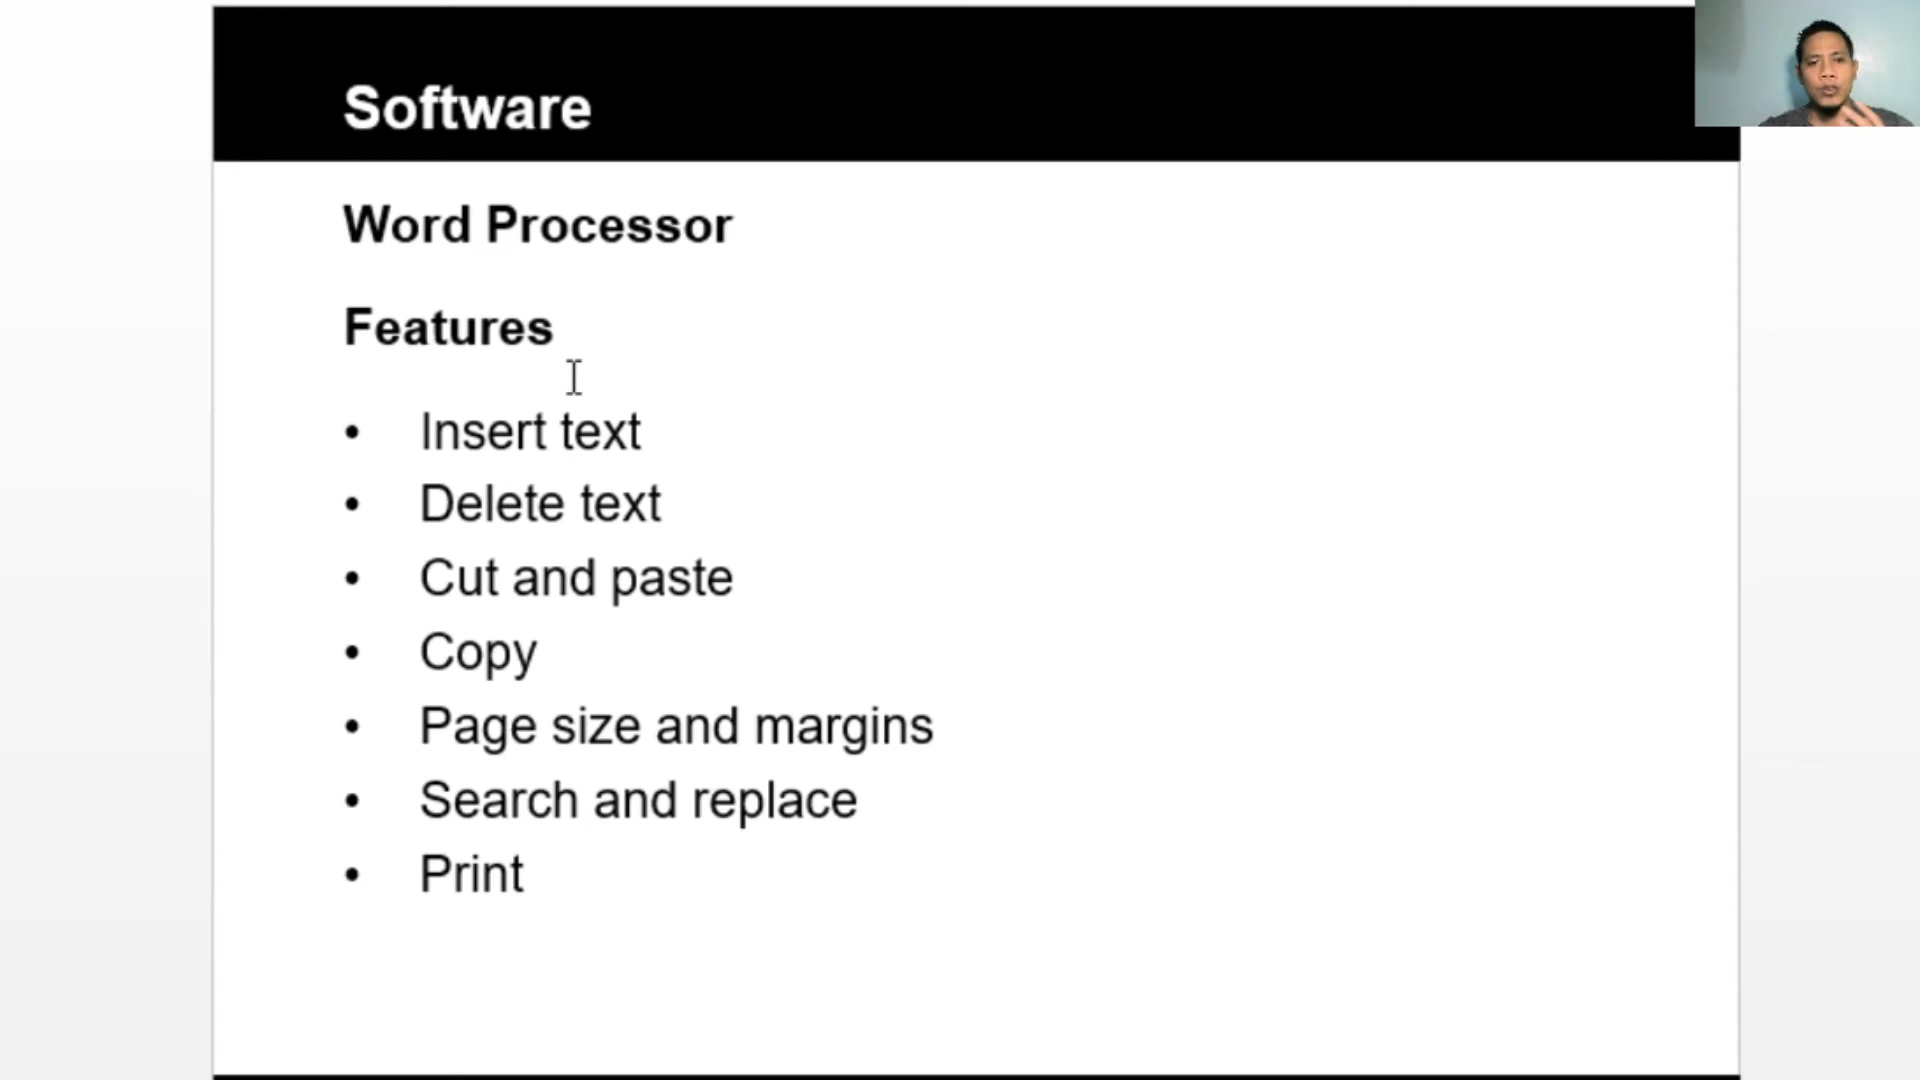 Software
Word Processor
Features
• Insert text
• Delete text
• Cut and paste
• Copy
• Page size and margins
• Search and replace
• Print